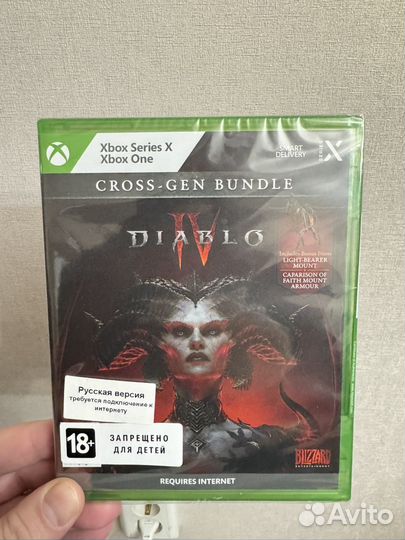 Xbox Series X
Xbox One
SMART
DELIVERY
X
CROSS-GEN BUNDLE
DIABLO
IV
Includes Bonus Items
LIGHT-BEARER
MOUNT
CAPARISON OF
FAITH MOUNT
ARMOUR
Русская версия
требуется подключение к
интернету
18+
ЗАПРЕЩЕНО
ДЛЯ ДЕТЕЙ
BLIZZARD
ENTERTAINMENT
REQUIRES INTERNET
Avito